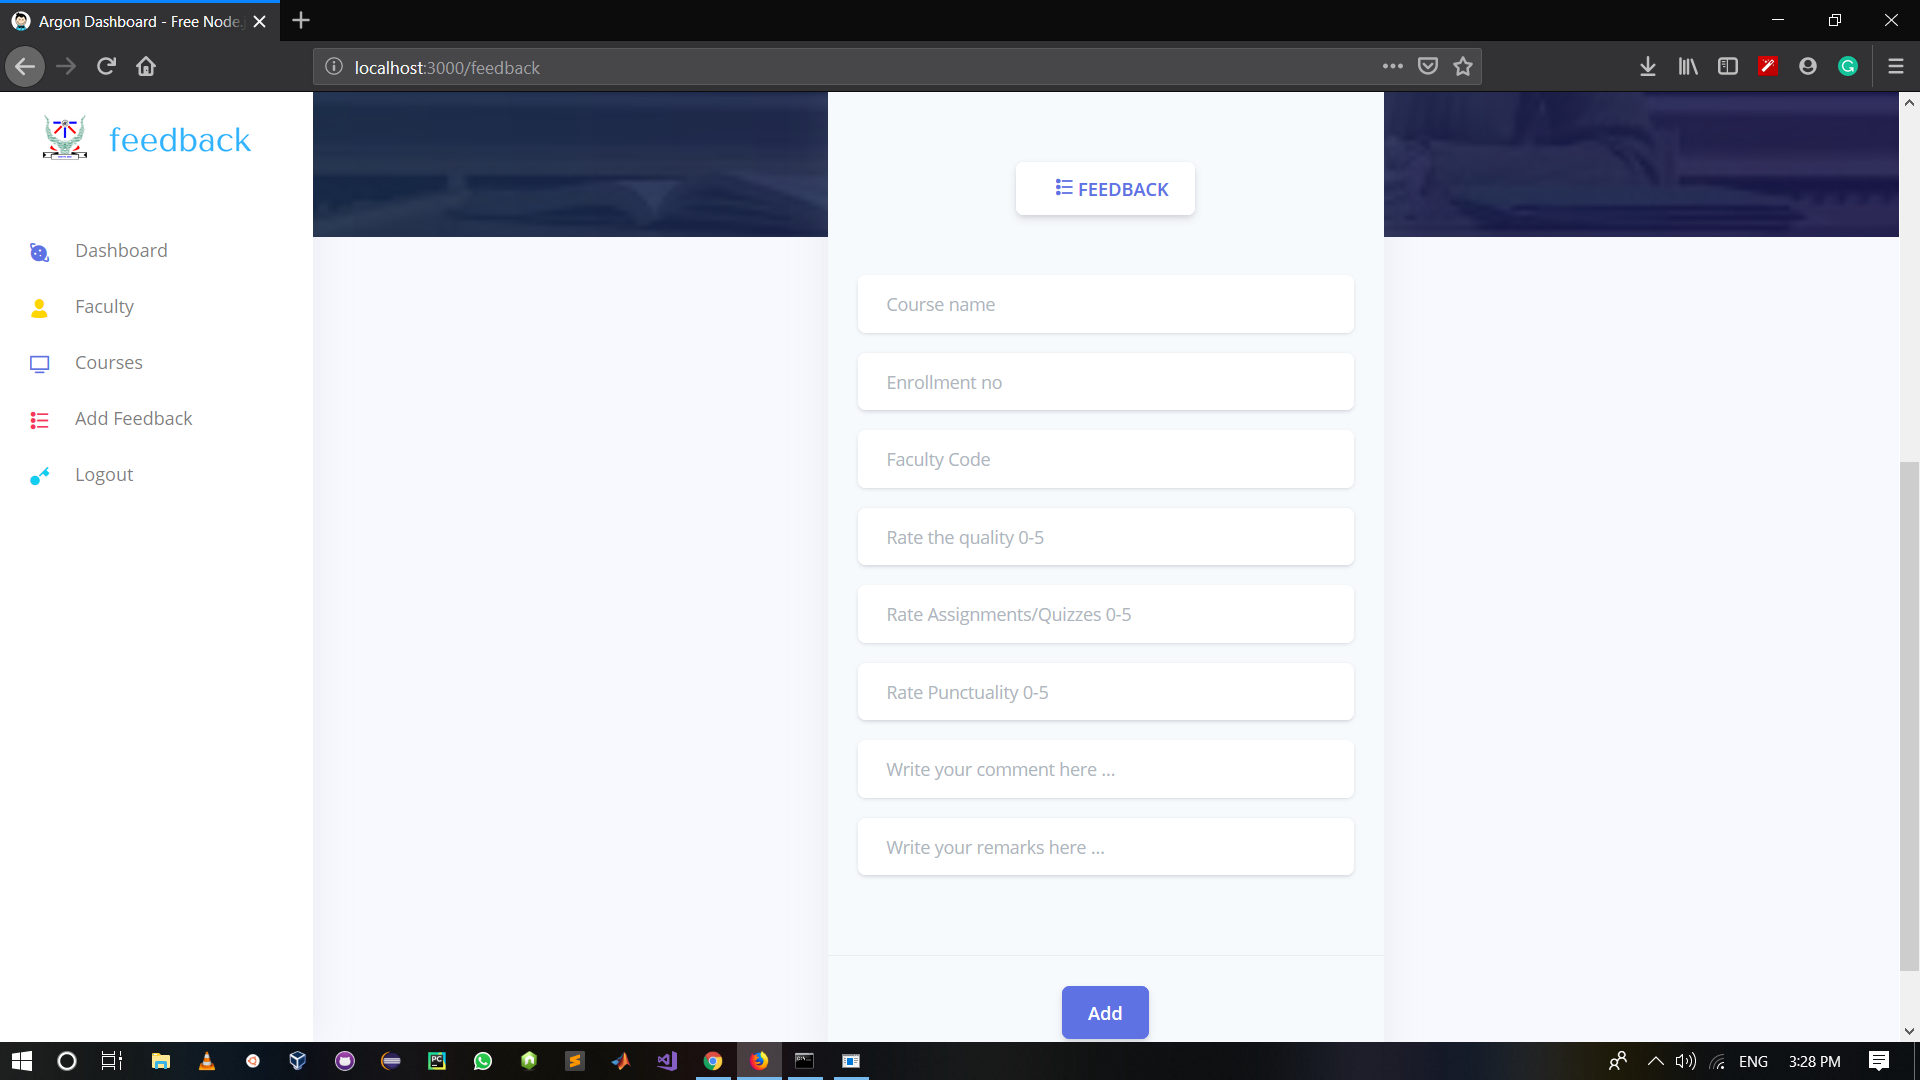 Argon Dashboard - Free Node.j
localhost:3000/feedback
feedback
Dashboard
Faculty
Courses
Add Feedback
Logout
FEEDBACK
Course name
Enrollment no
Faculty Code
Rate the quality 0-5
Rate Assignments/Quizzes 0-5
Rate Punctuality 0-5
Write your comment here ...
Write your remarks here ...
Add
ENG
3:28 PM